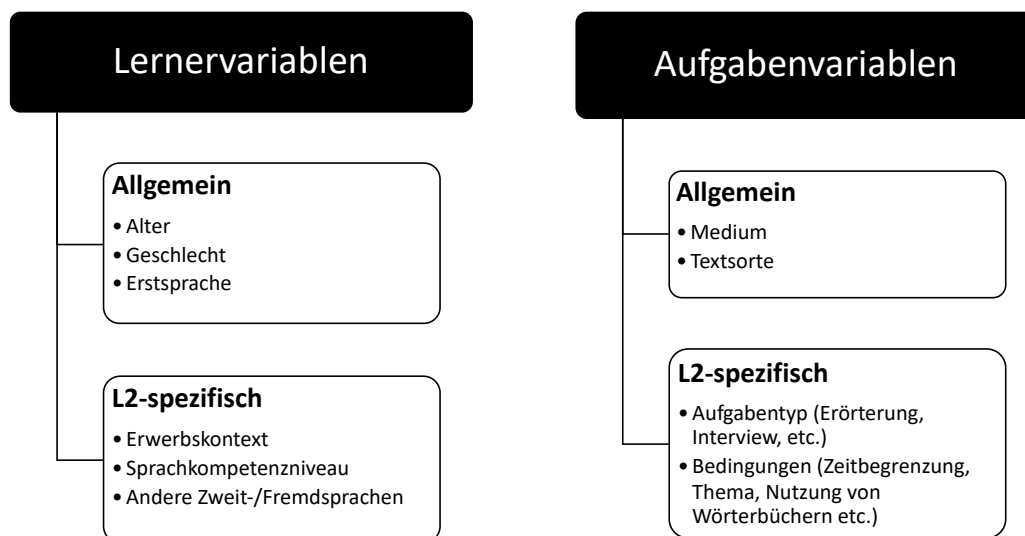 Lernervariablen
Allgemein
• Alter
• Geschlecht
• Erstsprache
L2-spezifisch
• Erwerbskontext
• Sprachkompetenzniveau
• Andere Zweit-/Fremdsprachen
Aufgabenvariablen
Allgemein
• Medium
• Textsorte
L2-spezifisch
• Aufgabentyp (Erörterung,
Interview, etc.)
• Bedingungen (Zeitbegrenzung,
Thema, Nutzung von
Wörterbüchern etc.)